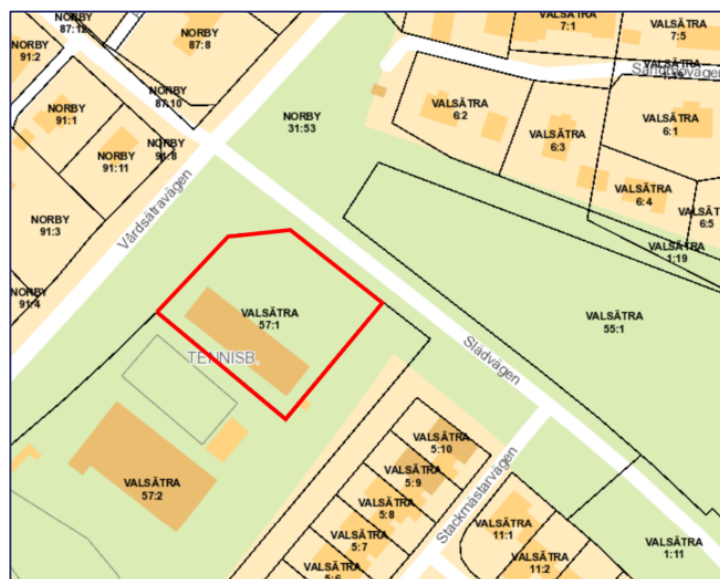 NORBY
87:12
NORBY
87:8
NORBY
91:2
VALSÄTRA
7:1
VALSÄTRA
7:5
VALSÄTRA
NORBY
87:10
NORBY
91:1
NORBY
91:8
NORBY
91:11
NORBY
31:53
VALSÄTRA
6:2
VALSÄTRA
6:3
VALSÄTRA
6:1
VALSÄTRA
6:4
6:5
VALSÄTRA
1:19
NORBY
91:3
Vårdsätravägen
NORBY
91:4
VALSÄTRA
57:1
VALSÄTRA
55:1
TENNISB.
Slädvägen
VALSÄTRA
5:10
VALSÄTRA
5:9
VALSÄTRA
5:8
VALSÄTRA
5:7
VALSÄTRA
5:6
Stackmästarvägen
VALSÄTRA
57:2
VALSÄTRA
11:1
VALSÄTRA
11:2
VALSÄTRA
1:11